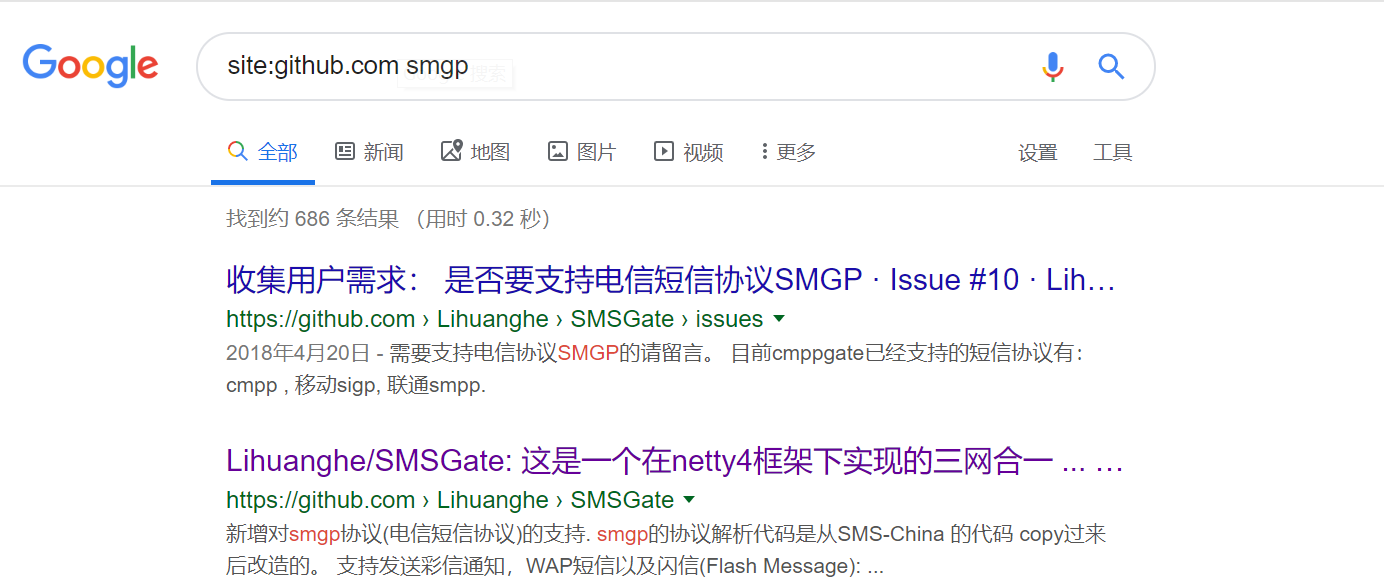 Google
site:github.com smgp
搜索
全部 新闻 地图 图片 视频 更多 设置 工具
找到约 686 条结果 （用时 0.32 秒）
收集用户需求： 是否要支持电信短信协议SMGP · Issue #10 · Lih…
https://github.com › Lihuanghe › SMSGate › issues
2018年4月20日 - 需要支持电信协议SMGP的请留言。 目前cmppgate已经支持的短信协议有：
cmpp , 移动sigp, 联通smpp.
Lihuanghe/SMSGate: 这是一个在netty4框架下实现的三网合一 ... …
https://github.com › Lihuanghe › SMSGate
新增对smgp协议(电信短信协议)的支持. smgp的协议解析代码是从SMS-China 的代码 copy过来
后改造的。 支持发送彩信通知，WAP短信以及闪信(Flash Message): ...